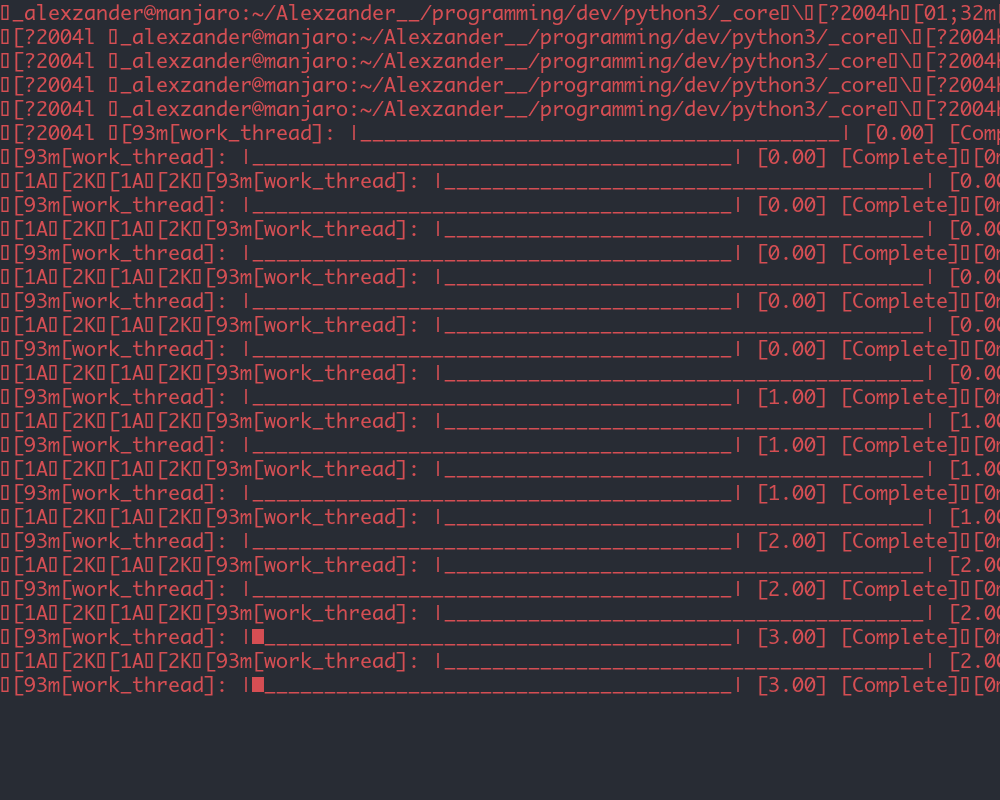 ▯_alexzander@manjaro:~/Alexzander__/programming/dev/python3/_core▯\▯[?2004h▯[01;32m
▯[?2004l ▯_alexzander@manjaro:~/Alexzander__/programming/dev/python3/_core▯\▯[?2004h
▯[?2004l ▯_alexzander@manjaro:~/Alexzander__/programming/dev/python3/_core▯\▯[?2004h
▯[?2004l ▯_alexzander@manjaro:~/Alexzander__/programming/dev/python3/_core▯\▯[?2004h
▯[?2004l ▯_alexzander@manjaro:~/Alexzander__/programming/dev/python3/_core▯\▯[?2004h
▯[?2004l ▯[93m[work_thread]: |________________________________________| [0.00] [Comp
▯[93m[work_thread]: |________________________________________| [0.00] [Complete]▯[0m
▯[1A▯[2K▯[1A▯[2K▯[93m[work_thread]: |________________________________________| [0.00
▯[93m[work_thread]: |________________________________________| [0.00] [Complete]▯[0m
▯[1A▯[2K▯[1A▯[2K▯[93m[work_thread]: |________________________________________| [0.00
▯[93m[work_thread]: |________________________________________| [0.00] [Complete]▯[0m
▯[1A▯[2K▯[1A▯[2K▯[93m[work_thread]: |________________________________________| [0.00
▯[93m[work_thread]: |________________________________________| [0.00] [Complete]▯[0m
▯[1A▯[2K▯[1A▯[2K▯[93m[work_thread]: |________________________________________| [0.00
▯[93m[work_thread]: |________________________________________| [0.00] [Complete]▯[0m
▯[1A▯[2K▯[1A▯[2K▯[93m[work_thread]: |________________________________________| [0.00
▯[93m[work_thread]: |________________________________________| [1.00] [Complete]▯[0m
▯[1A▯[2K▯[1A▯[2K▯[93m[work_thread]: |________________________________________| [1.00
▯[93m[work_thread]: |________________________________________| [1.00] [Complete]▯[0m
▯[1A▯[2K▯[1A▯[2K▯[93m[work_thread]: |________________________________________| [1.00
▯[93m[work_thread]: |________________________________________| [1.00] [Complete]▯[0m
▯[1A▯[2K▯[1A▯[2K▯[93m[work_thread]: |________________________________________| [1.00
▯[93m[work_thread]: |________________________________________| [2.00] [Complete]▯[0m
▯[1A▯[2K▯[1A▯[2K▯[93m[work_thread]: |________________________________________| [2.00
▯[93m[work_thread]: |________________________________________| [2.00] [Complete]▯[0m
▯[1A▯[2K▯[1A▯[2K▯[93m[work_thread]: |________________________________________| [2.00
▯[93m[work_thread]: |■_______________________________________| [3.00] [Complete]▯[0m
▯[1A▯[2K▯[1A▯[2K▯[93m[work_thread]: |________________________________________| [2.00
▯[93m[work_thread]: |■_______________________________________| [3.00] [Complete]▯[0m